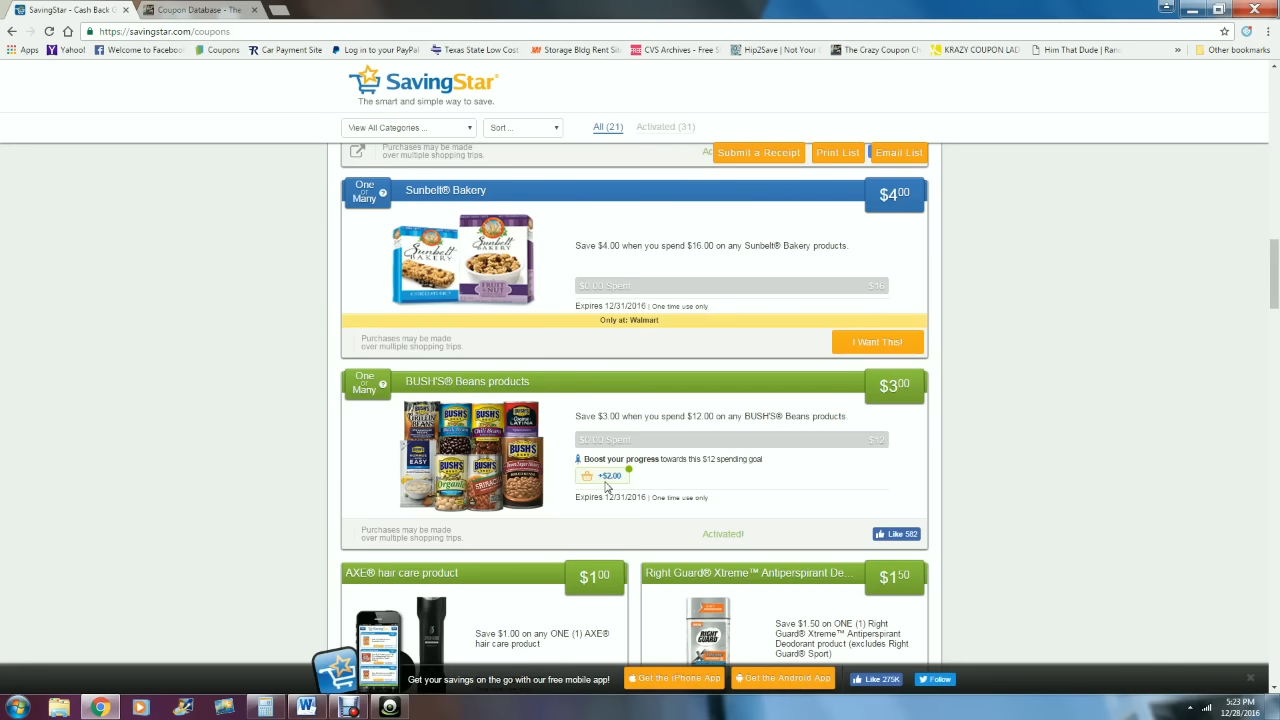 SavingStar - Cash Back
Coupon Database - The
https://savingstar.com/coupons
Apps Yahoo! Welcome to Facebook Coupons Car Payment Site Log in to your PayPal Texas State Low Cost Storage Bldg Rent Site CVS Archives - Free S Hip2Save | Not Your The Crazy Coupon Ch KRAZY COUPON LAD Him That Dude | Ran » Other bookmarks
SavingStar®
The smart and simple way to save.
View All Categories ... Sort ... All (21) Activated (31)
Purchases may be made
over multiple shopping trips.
Submit a Receipt Print List Email List
One
or
Many
Sunbelt® Bakery
$4.00
Save $4.00 when you spend $16.00 on any Sunbelt® Bakery products.
$0.00 Spent $16
Expires 12/31/2016 | One time use only
Only at: Walmart
Purchases may be made
over multiple shopping trips.
I Want This!
One
or
Many
BUSH'S® Beans products
$3.00
Save $3.00 when you spend $12.00 on any BUSH'S® Beans products.
$0.00 Spent $12
Boost your progress towards this $12 spending goal
+$2.00
Expires 12/31/2016 | One time use only
Purchases may be made
over multiple shopping trips.
Activated!
Like 582
AXE® hair care product
$1.00
Save $1.00 on any ONE (1) AXE®
hair care product
Right Guard® Xtreme™ Antiperspirant De...
$1.50
Save $1.50 on ONE (1) Right
Guard® Xtreme™ Antiperspirant
Deodorant product (excludes Right
Guard® Sport)
Get your savings on the go with our free mobile app!
Get the iPhone App
Get the Android App
Like 275K
Follow
5:23 PM
12/28/2016